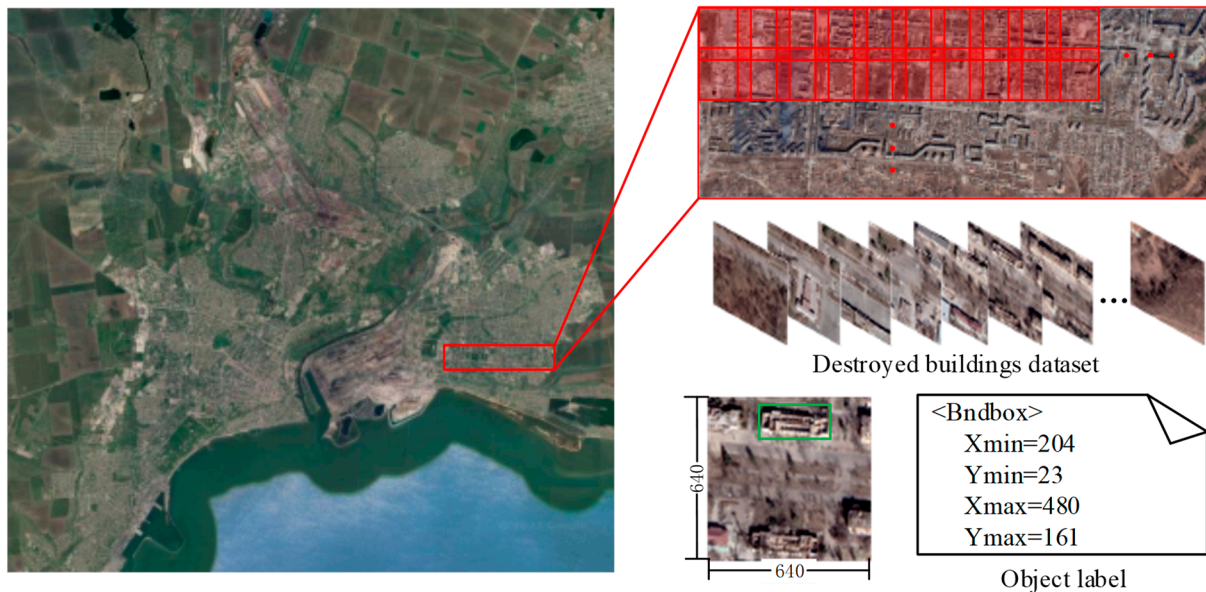 Destroyed buildings dataset
640
640
<Bndbox>
Xmin=204
Ymin=23
Xmax=480
Ymax=161
Object label